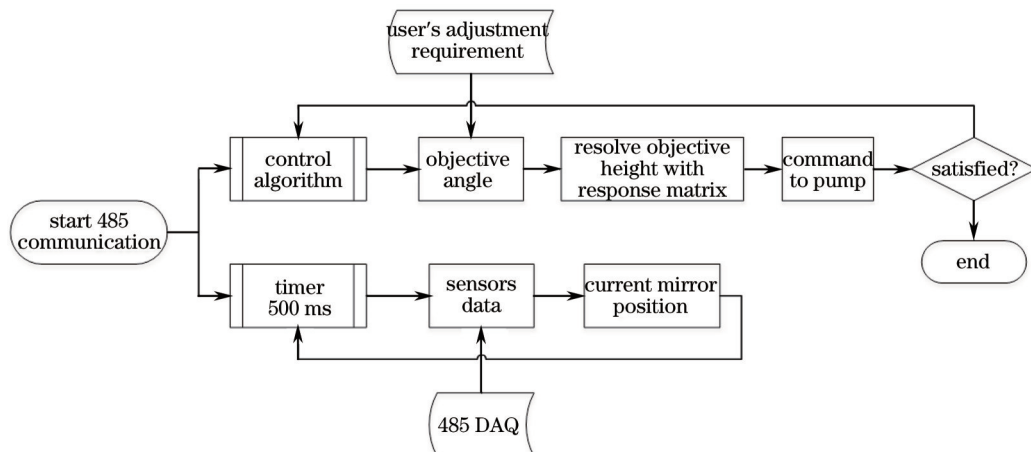 user's adjustment
requirement
control
algorithm
objective
angle
resolve objective
height with
response matrix
command
to pump
satisfied?
start 485
communication
end
timer
500 ms
sensors
data
current mirror
position
485 DAQ